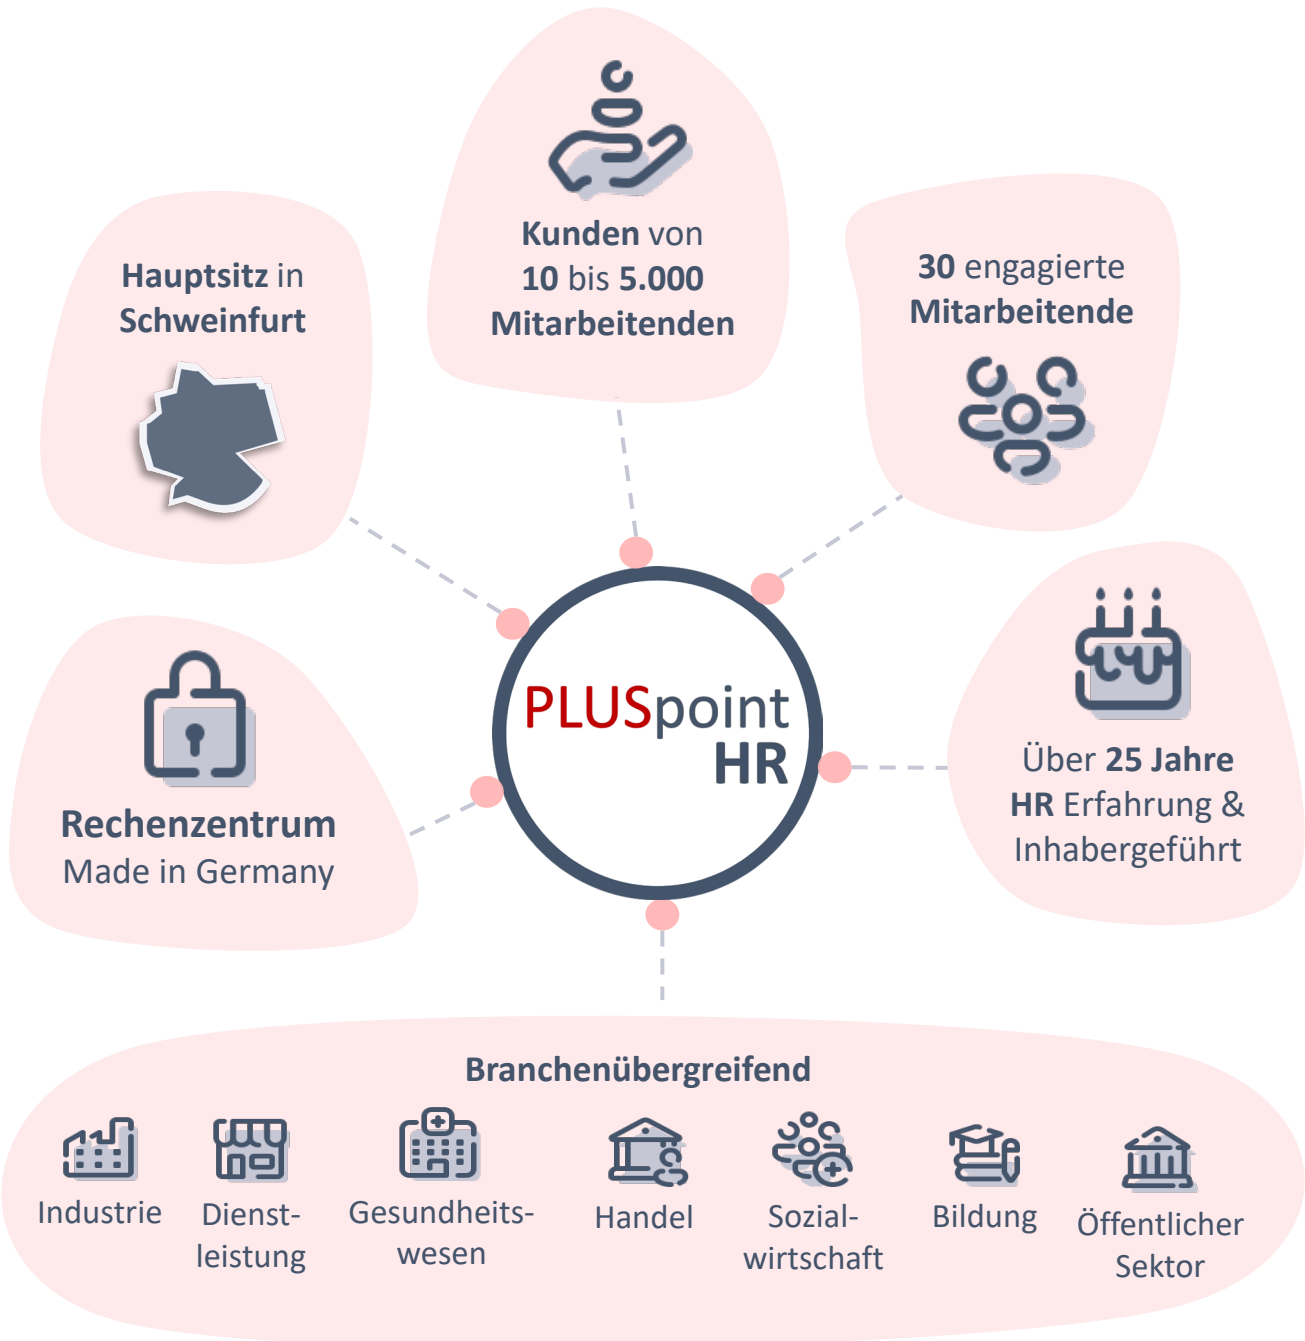 Kunden von
10 bis 5.000
Mitarbeitenden
Hauptsitz in
Schweinfurt
30 engagierte
Mitarbeitende
PLUSpoint
HR
Über 25 Jahre
HR Erfahrung &
Inhabergeführt
Rechenzentrum
Made in Germany
Branchenübergreifend
Industrie
Dienst-
leistung
Gesundheits-
wesen
Handel
Sozial-
wirtschaft
Bildung
Öffentlicher
Sektor